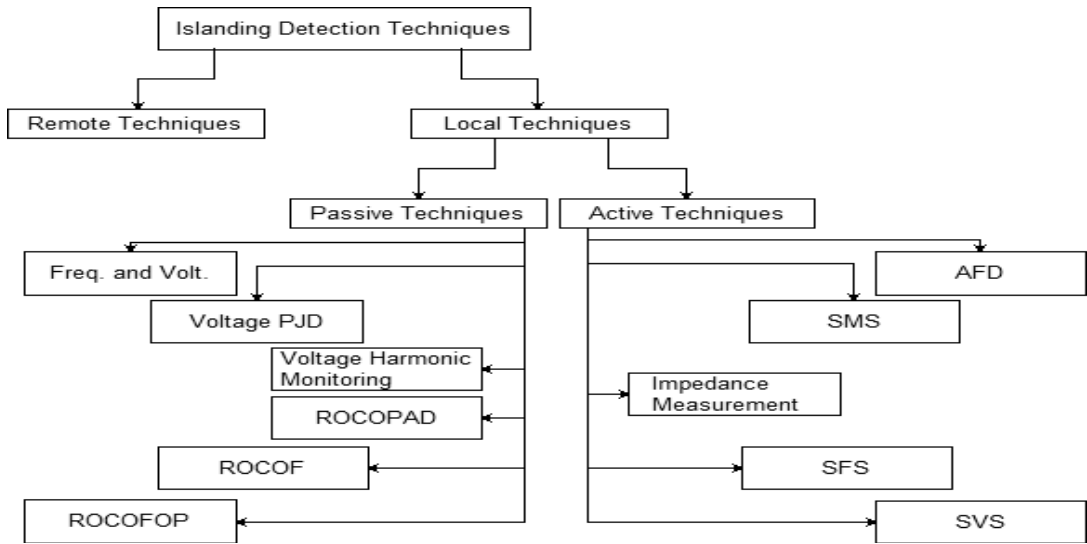 Islanding Detection Techniques
Remote Techniques
Local Techniques
Passive Techniques
Active Techniques
Freq. and Volt.
AFD
Voltage PJD
SMS
Voltage Harmonic
Monitoring
Impedance
Measurement
ROCOPAD
ROCOF
SFS
ROCOFOP
SVS